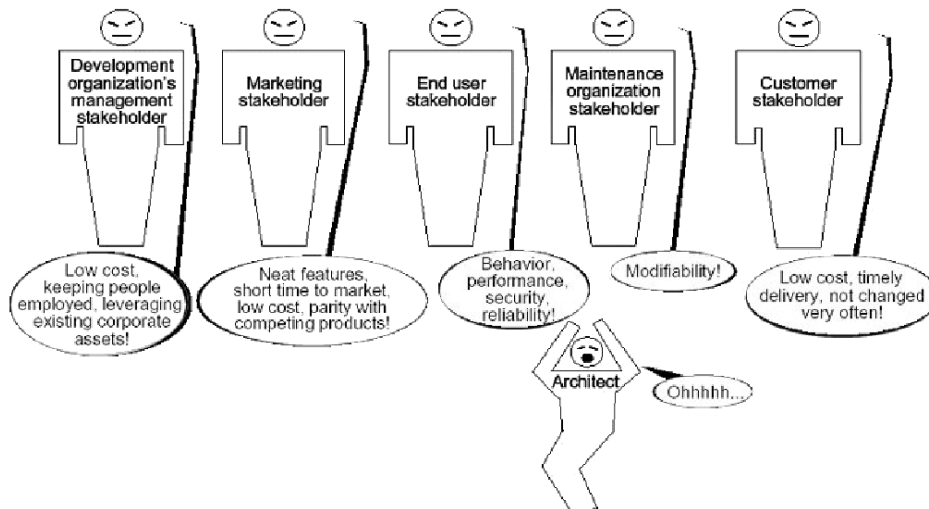 Development
organization's
management
stakeholder
Marketing
stakeholder
End user
stakeholder
Maintenance
organization
stakeholder
Customer
stakeholder
Low cost,
keeping people
employed, leveraging
existing corporate
assets!
Neat features,
short time to market,
low cost, parity with
competing products!
Behavior,
performance,
security,
reliability!
Modifiability!
Low cost, timely
delivery, not changed
very often!
Architect
Ohhhhh...